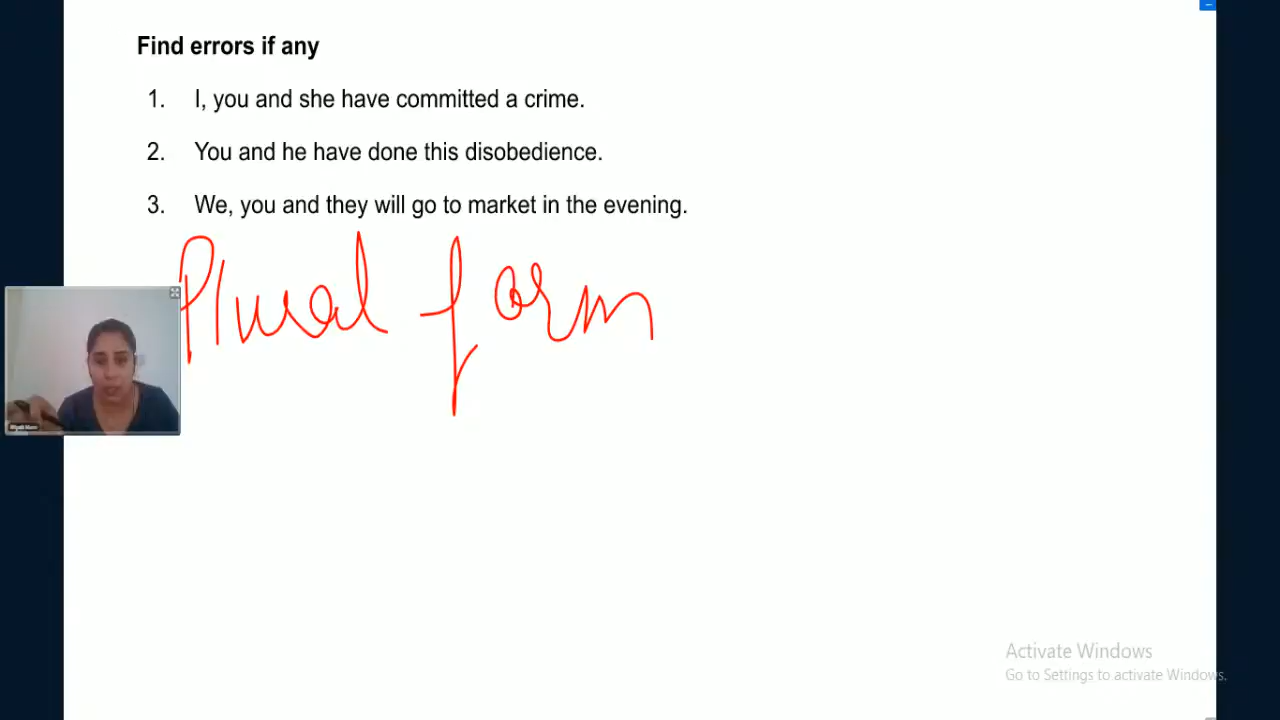 Find errors if any
1. I, you and she have committed a crime.
2. You and he have done this disobedience.
3. We, you and they will go to market in the evening.
Plural form
Activate Windows
Go to Settings to activate Windows.